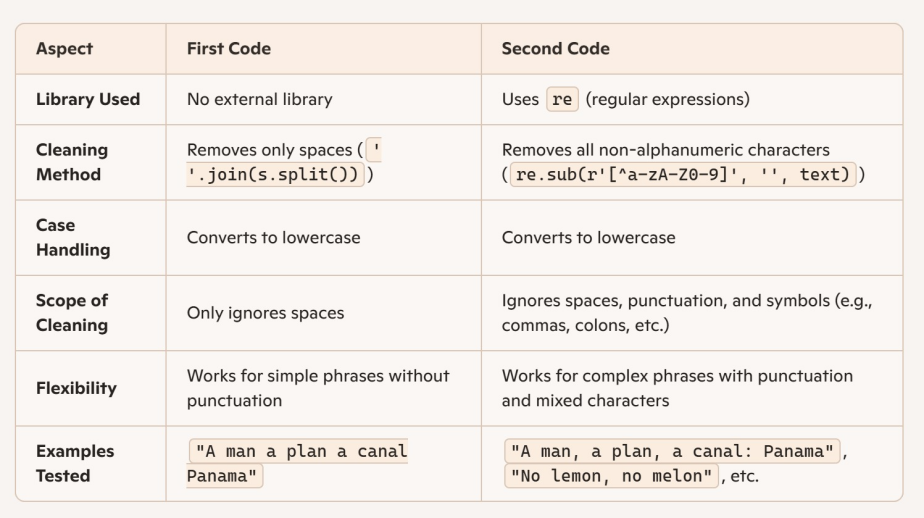 Aspect First Code Second Code
Library Used No external library Uses re (regular expressions)
Cleaning Method
Removes only spaces ('
'.join(s.split()))
Removes all non-alphanumeric characters
(re.sub(r'[^a-zA-Z0-9]', '', text))
Case
Handling
Converts to lowercase Converts to lowercase
Scope of
Cleaning
Only ignores spaces
Ignores spaces, punctuation, and symbols (e.g.,
commas, colons, etc.)
Flexibility
Works for simple phrases without
punctuation
Works for complex phrases with punctuation
and mixed characters
Examples
Tested
"A man a plan a canal
Panama"
"A man, a plan, a canal: Panama",
"No lemon, no melon", etc.